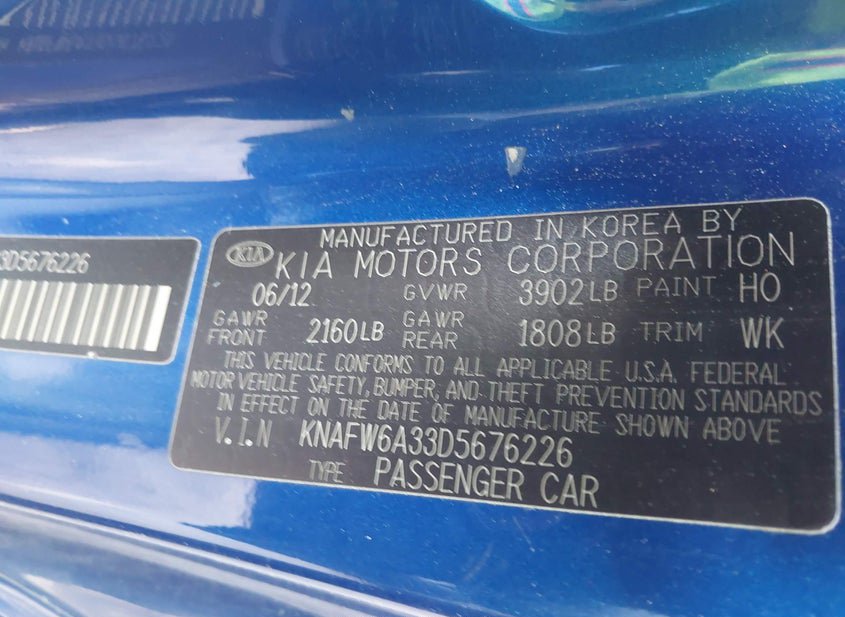 33D5676226
KIA
MANUFACTURED IN KOREA BY
KIA MOTORS CORPORATION
06/12 GVWR 3902LB PAINT HO
GAWR FRONT 2160LB GAWR REAR 1808LB TRIM WK
THIS VEHICLE CONFORMS TO ALL APPLICABLE U.S.A. FEDERAL
MOTOR VEHICLE SAFETY, BUMPER, AND THEFT PREVENTION STANDARDS
IN EFFECT ON THE DATE OF MANUFACTURE SHOWN ABOVE
V.I.N KNAFW6A33D5676226
TYPE PASSENGER CAR